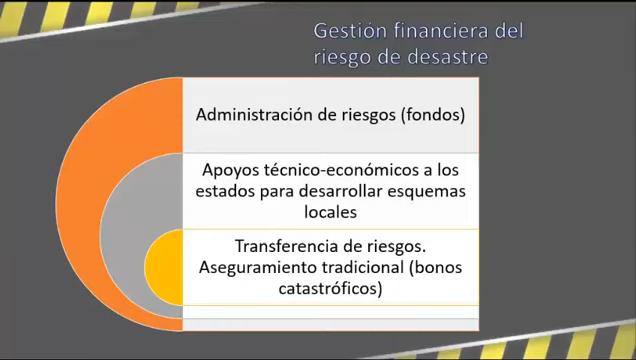 Gestión financiera del
riesgo de desastre
Administración de riesgos (fondos)
Apoyos técnico-económicos a los
estados para desarrollar esquemas
locales
Transferencia de riesgos.
Aseguramiento tradicional (bonos
catastróficos)